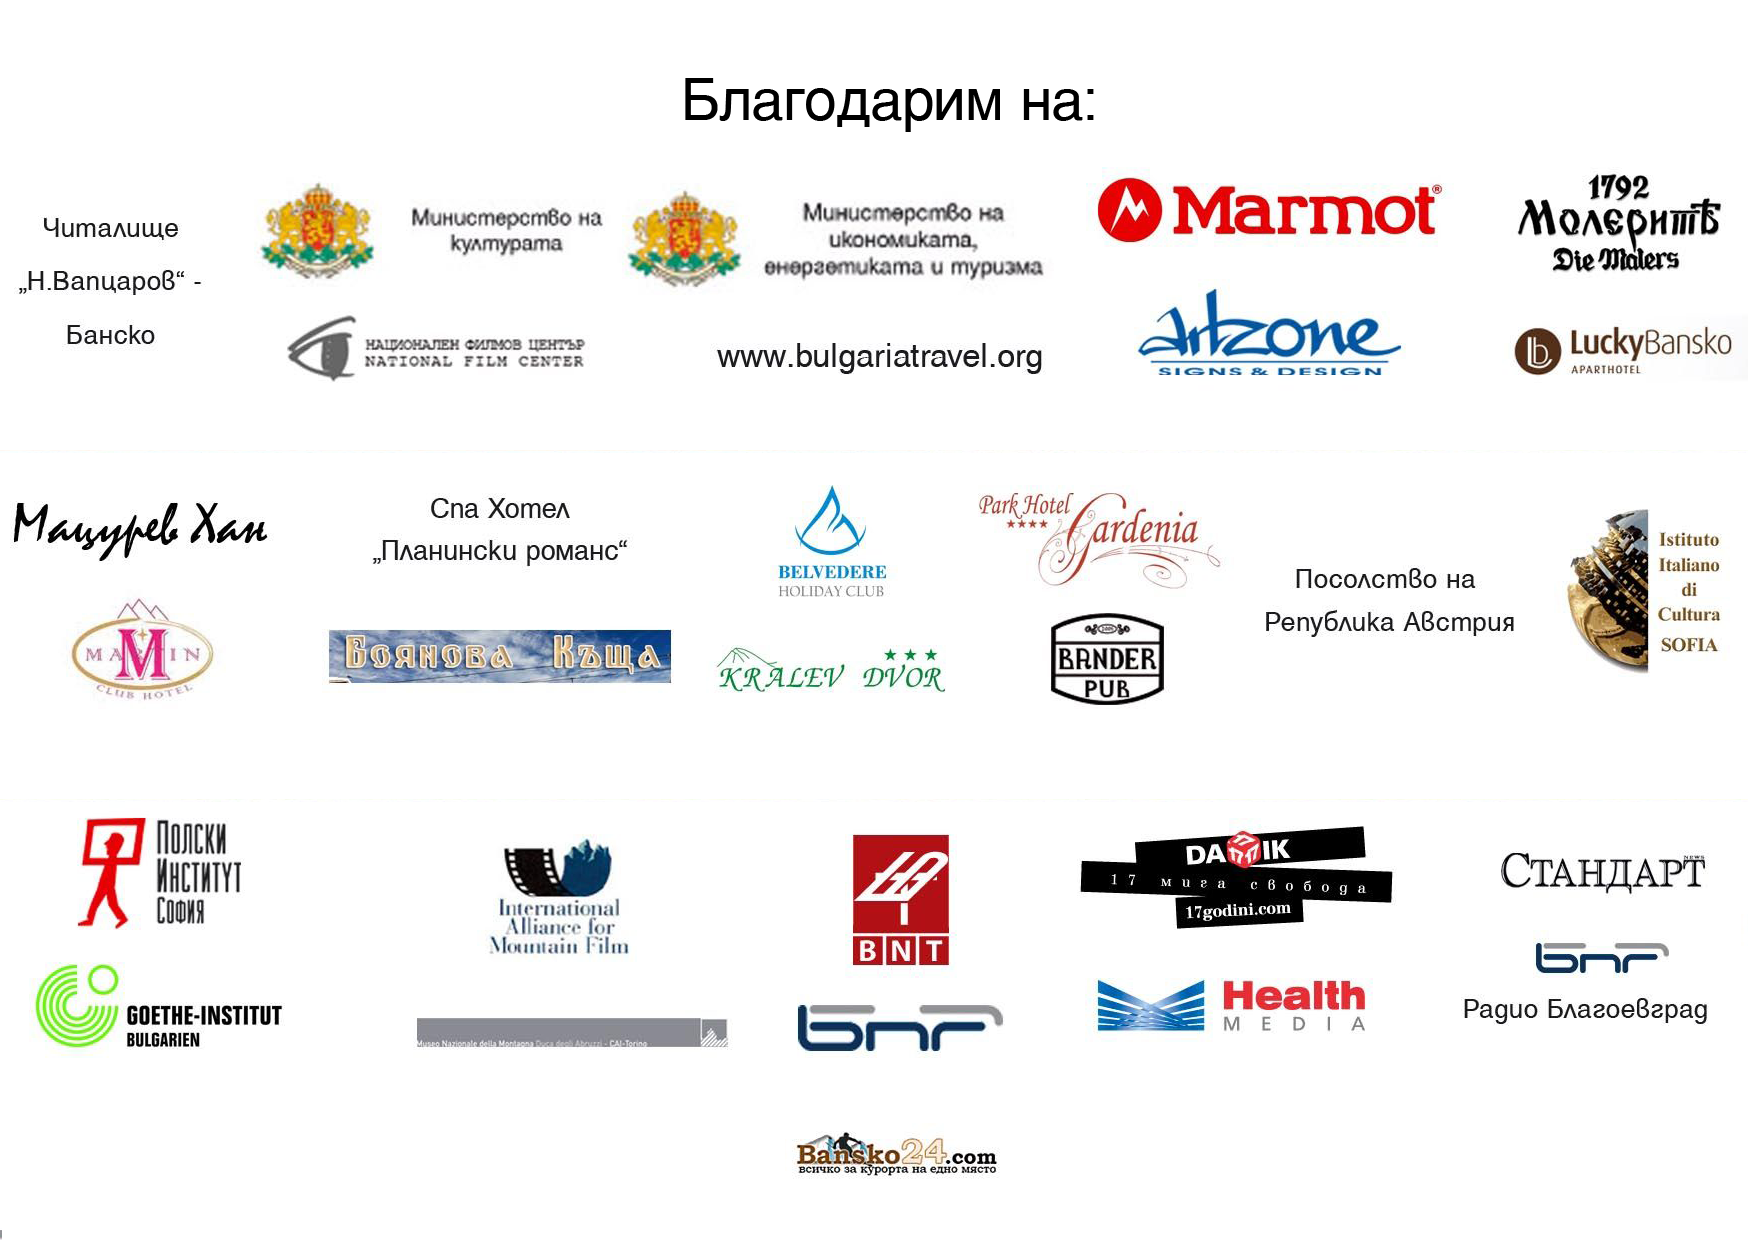 Благодарим на:
Читалище
„Н.Вапцаров“ -
Банско
Министерство на
културата
НАЦИОНАЛЕН ФИЛМОВ ЦЕНТЪР
NATIONAL FILM CENTER
Министерство на
икономиката,
енергетиката и туризма
www.bulgariatravel.org
Marmot®
Artzone
SIGNS & DESIGN
1792
Молеритѣ
Die Malers
LuckyBansko
APARTHOTEL
Мацурев Хан
MARTIN
CLUB HOTEL
Спа Хотел
„Планински романс“
Боянова Къща
BELVEDERE
HOLIDAY CLUB
KRALEV DVOR
Park Hotel
Gardenia
BANDER
PUB
Посолство на
Република Австрия
Istituto
Italiano
di
Cultura
SOFIA
Полски
Институт
София
GOETHE-INSTITUT
BULGARIEN
International
Alliance for
Mountain Film
Museo Nazionale della Montagna Duca degli Abruzzi - CAI-Torino
BNT
bnr
DAРИK
17 мига свобода
17godini.com
Health
MEDIA
СТАНДАРТ
NEWS
bnr
Радио Благоевград
Bansko24.com
всичко за курорта на едно място